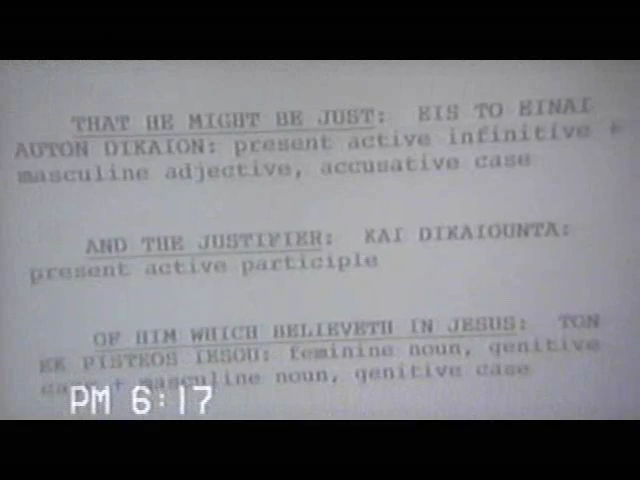 THAT HE MIGHT BE JUST: EIS TO EINAI
AUTON DIKAION: present active infinitive +
masculine adjective, accusative case
AND THE JUSTIFIER: KAI DIKAIOUNTA:
present active participle
OF HIM WHICH BELIEVETH IN JESUS: TON
EK PISTEOS IESOU: feminine noun, genitive
+ masculine noun, genitive case
PM 6:17